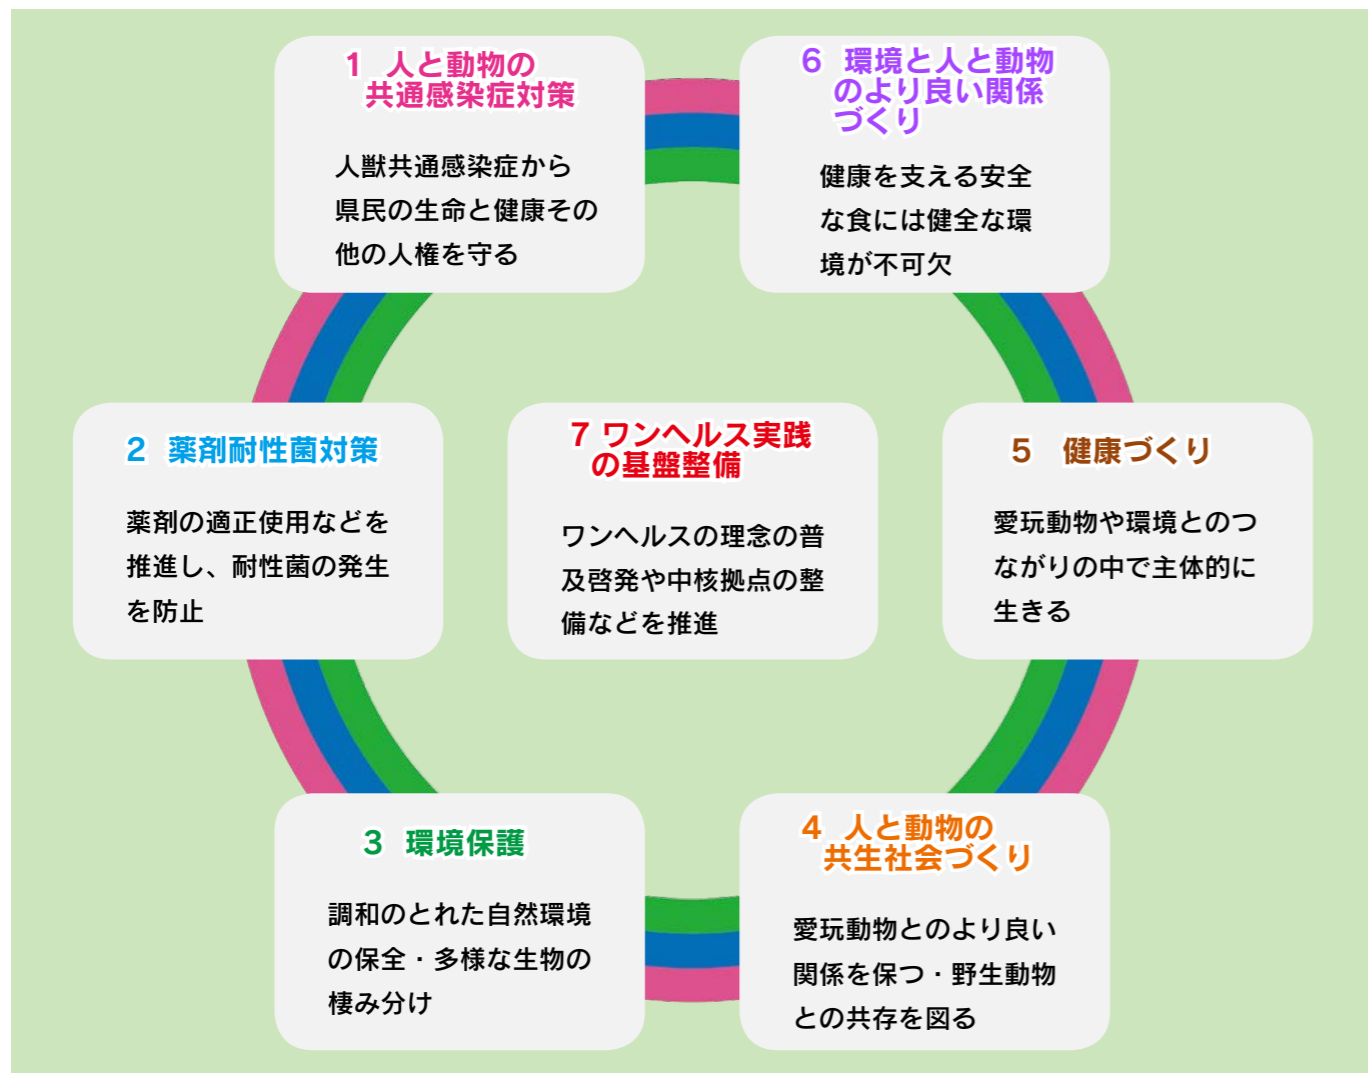 1 人と動物の
共通感染症対策
人獣共通感染症から
県民の生命と健康その
他の人権を守る
2 薬剤耐性菌対策
薬剤の適正使用などを
推進し、耐性菌の発生
を防止
3 環境保護
調和のとれた自然環境
の保全・多様な生物の
棲み分け
4 人と動物の
共生社会づくり
愛玩動物とのより良い
関係を保つ・野生動物
との共存を図る
5 健康づくり
愛玩動物や環境とのつ
ながりの中で主体的に
生きる
6 環境と人と動物
のより良い関係
づくり
健康を支える安全
な食には健全な環
境が不可欠
7 ワンヘルス実践
の基盤整備
ワンヘルスの理念の普
及啓発や中核拠点の整
備などを推進